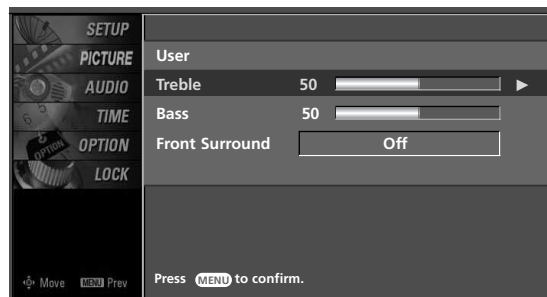 SETUP
PICTURE
AUDIO
TIME
OPTION
LOCK
Move MENU Prev
User
Treble 50
Bass 50
Front Surround Off
Press MENU to confirm.